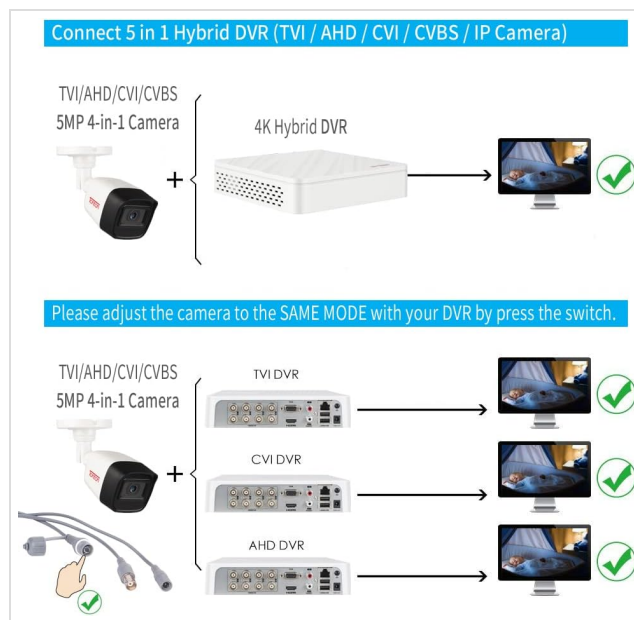 Connect 5 in 1 Hybrid DVR (TVI / AHD / CVI / CVBS / IP Camera)
TVI/AHD/CVI/CVBS
5MP 4-in-1 Camera
4K Hybrid DVR
Please adjust the camera to the SAME MODE with your DVR by press the switch.
TVI/AHD/CVI/CVBS
5MP 4-in-1 Camera
TVI DVR
CVI DVR
AHD DVR